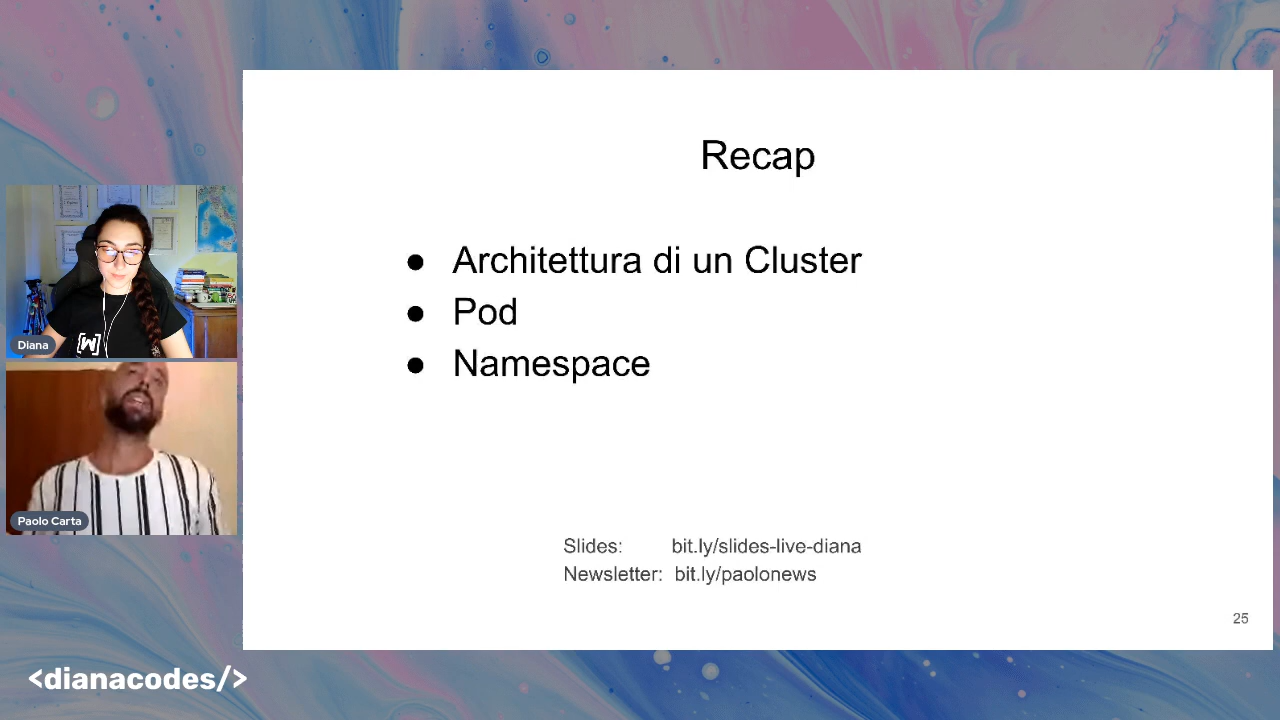 Recap
● Architettura di un Cluster
● Pod
● Namespace
Slides: bit.ly/slides-live-diana
Newsletter: bit.ly/paolonews
25
Diana
[W]
Paolo Carta
<dianacodes/>